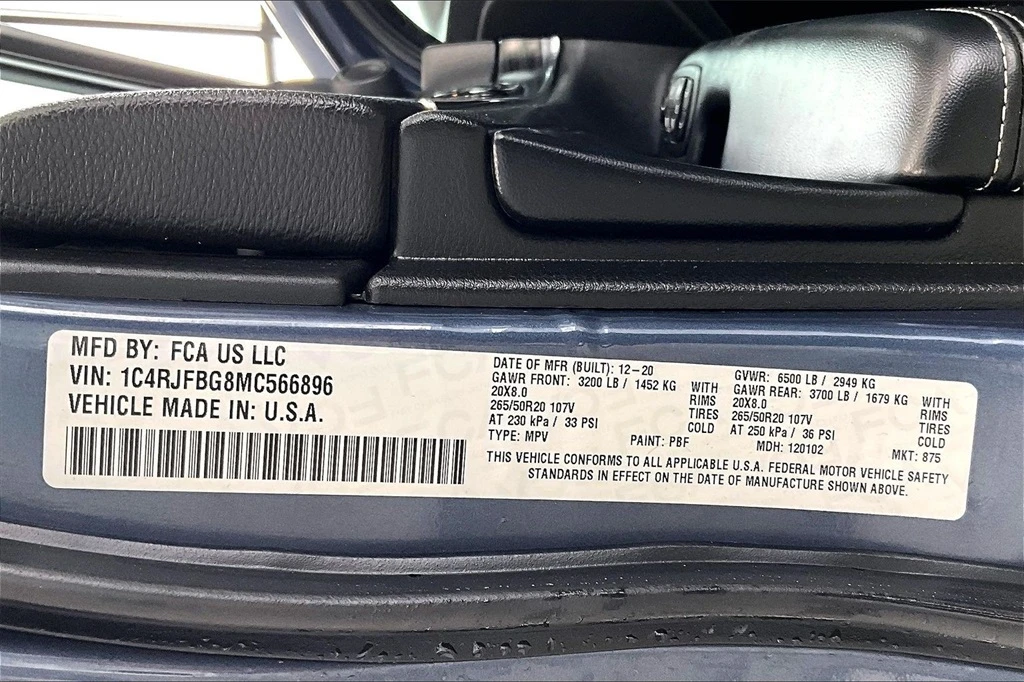 MFD BY: FCA US LLC
VIN: 1C4RJFBG8MC566896
VEHICLE MADE IN: U.S.A.
DATE OF MFR (BUILT): 12-20
GAWR FRONT: 3200 LB / 1452 KG WITH
20X8.0 RIMS
265/50R20 107V TIRES
AT 230 kPa / 33 PSI COLD
TYPE: MPV PAINT: PBF
GVWR: 6500 LB / 2949 KG
GAWR REAR: 3700 LB / 1679 KG WITH
20X8.0 RIMS
265/50R20 107V TIRES
AT 250 kPa / 36 PSI COLD
MDH: 120102 MKT: 875
THIS VEHICLE CONFORMS TO ALL APPLICABLE U.S.A. FEDERAL MOTOR VEHICLE SAFETY
STANDARDS IN EFFECT ON THE DATE OF MANUFACTURE SHOWN ABOVE.